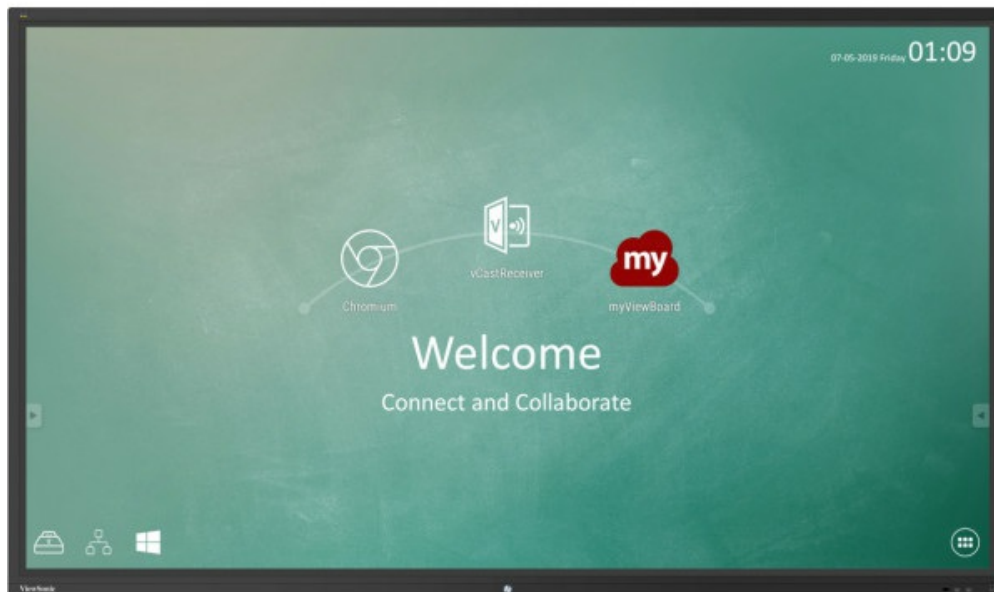 07-05-2019 Friday 01:09
V
vCastReceiver
Chromium
my
myViewBoard
Welcome
Connect and Collaborate
ViewSonic